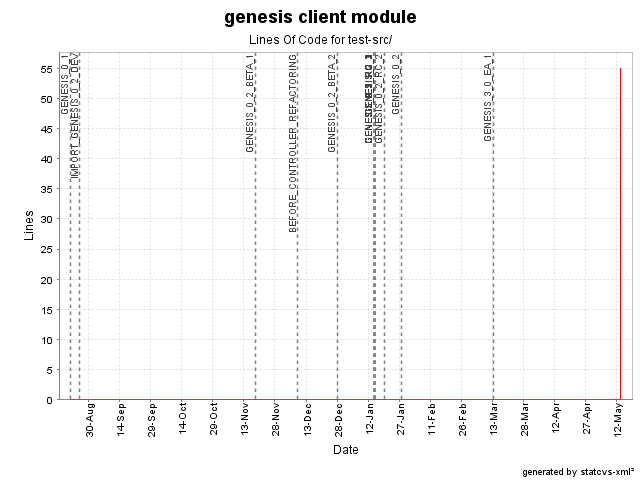 genesis client module
Lines Of Code for test-src/
GENESIS_0_1
IMPORT_GENESIS_0_2_DEV
GENESIS_0_2_BETA_1
BEFORE_CONTROLLER_REFACTORING
GENESIS_0_2_BETA_2
GENESIS_0_2_RC_2
GENESIS_0_2
GENESIS_3_0_EA_1
Lines
55
50
45
40
35
30
25
20
15
10
5
0
30-Aug
14-Sep
29-Sep
14-Oct
29-Oct
13-Nov
28-Nov
13-Dec
28-Dec
12-Jan
27-Jan
11-Feb
26-Feb
13-Mar
28-Mar
12-Apr
27-Apr
12-May
Date
generated by statcvs-xml²